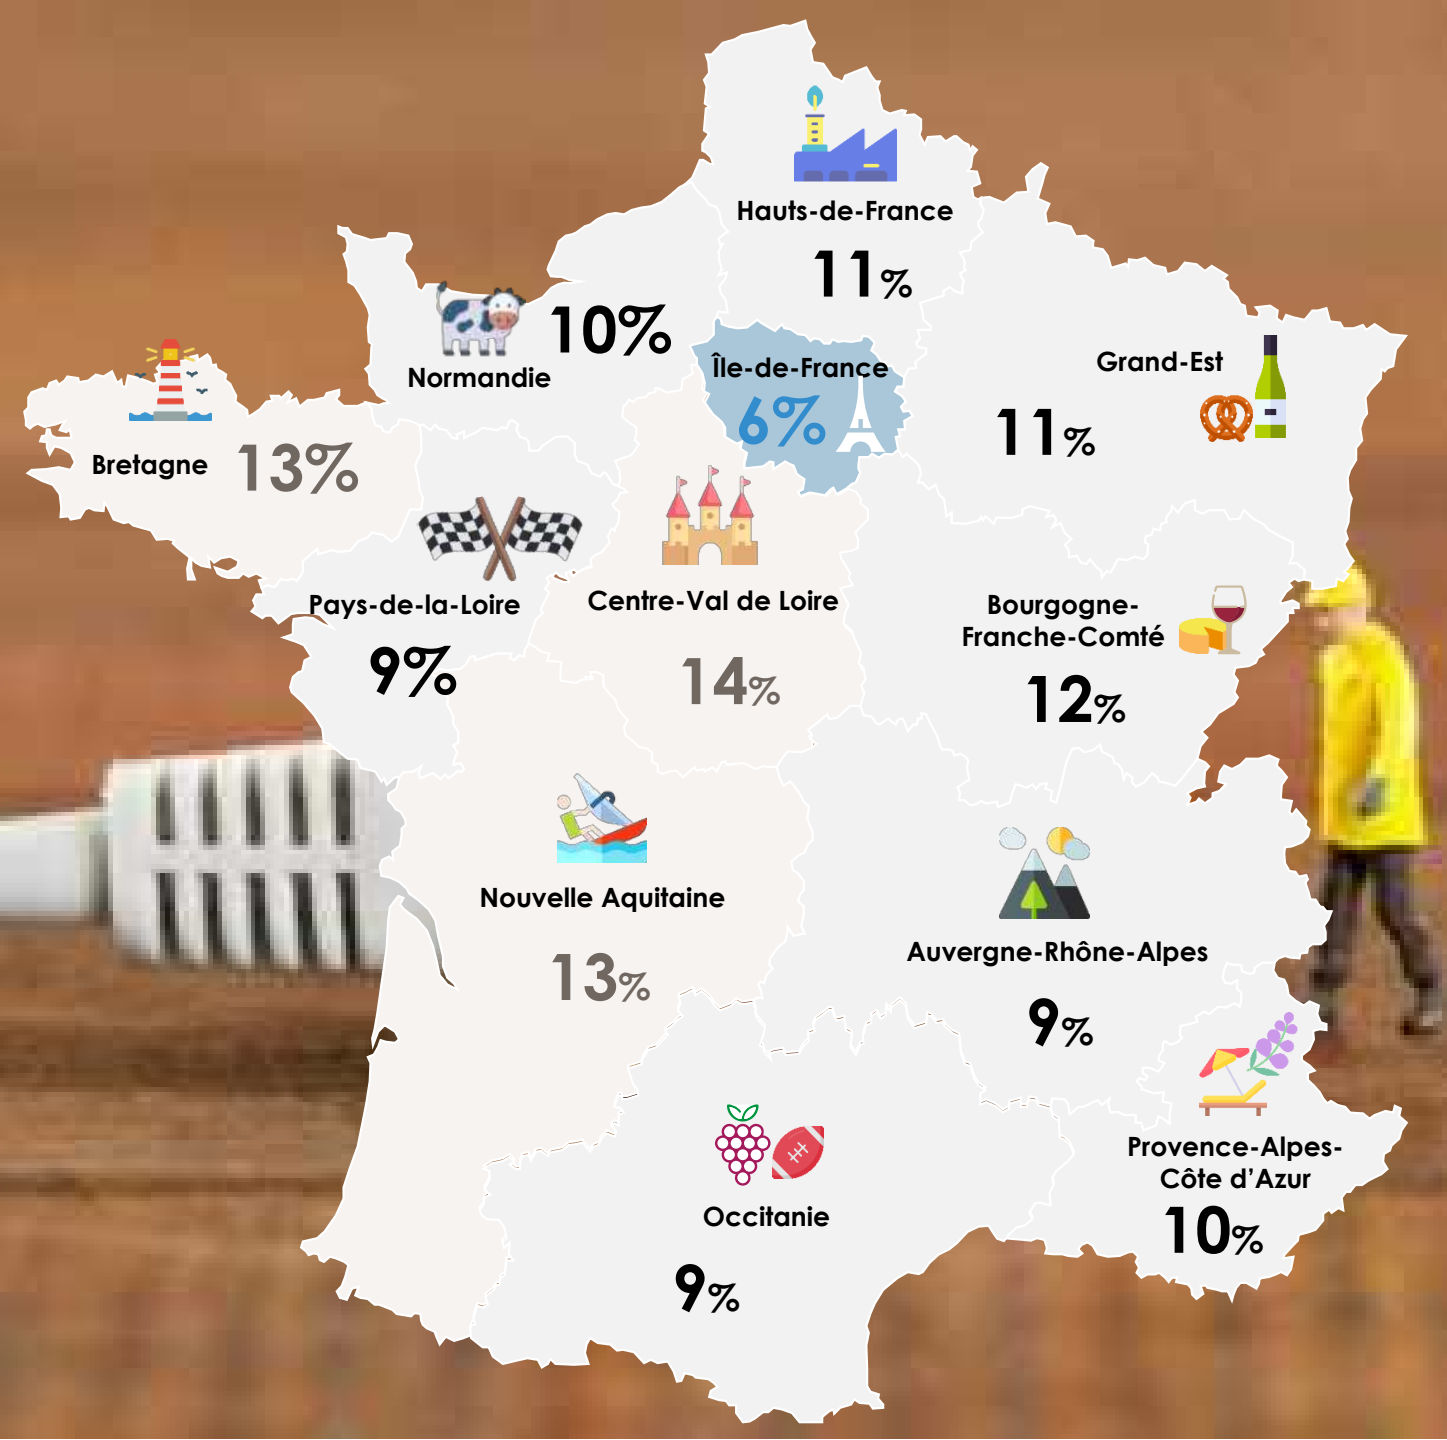 Hauts-de-France
11%
Normandie
10%
Île-de-France
6%
Grand-Est
11%
Bretagne
13%
Pays-de-la-Loire
9%
Centre-Val de Loire
14%
Bourgogne-
Franche-Comté
12%
Nouvelle Aquitaine
13%
Auvergne-Rhône-Alpes
9%
Provence-Alpes-
Côte d’Azur
10%
Occitanie
9%